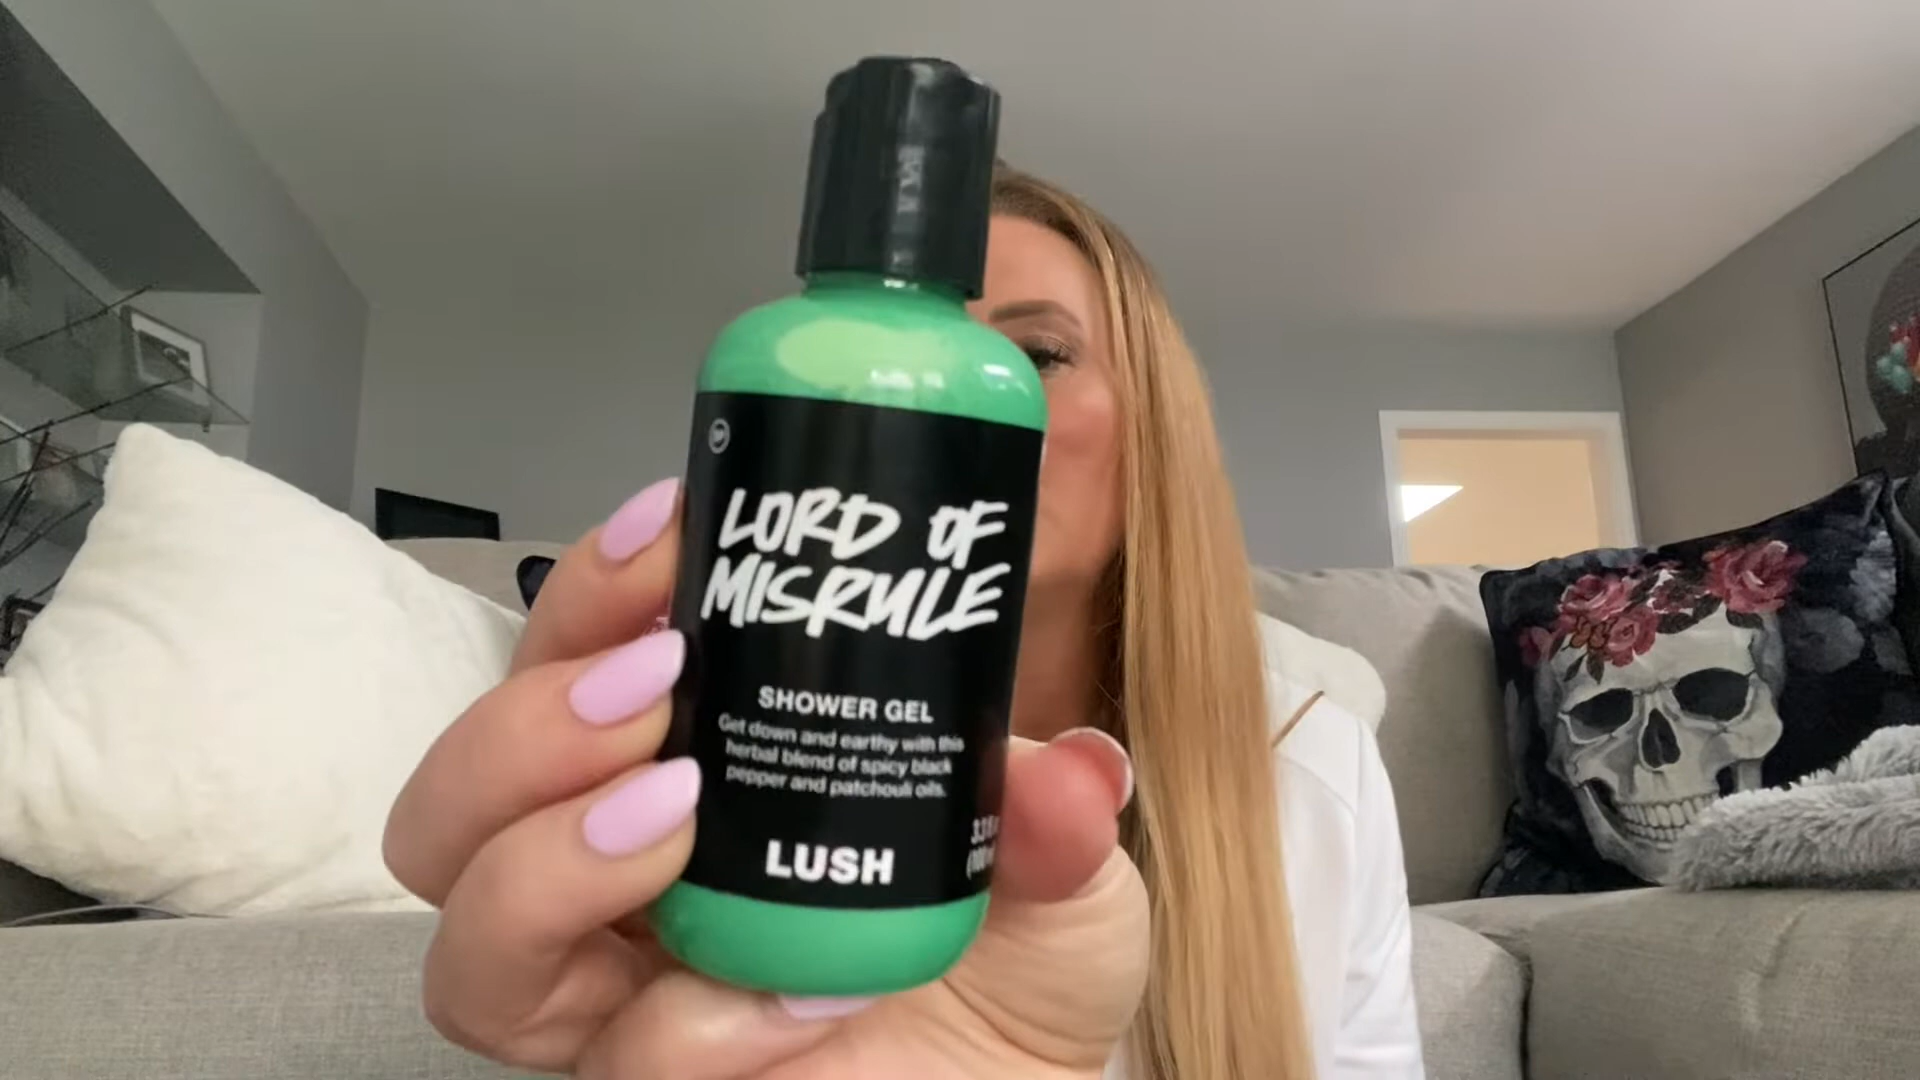 LORD OF
MISRULE
SHOWER GEL
Get down and earthy with this
herbal blend of spicy black
pepper and patchouli oils.
LUSH